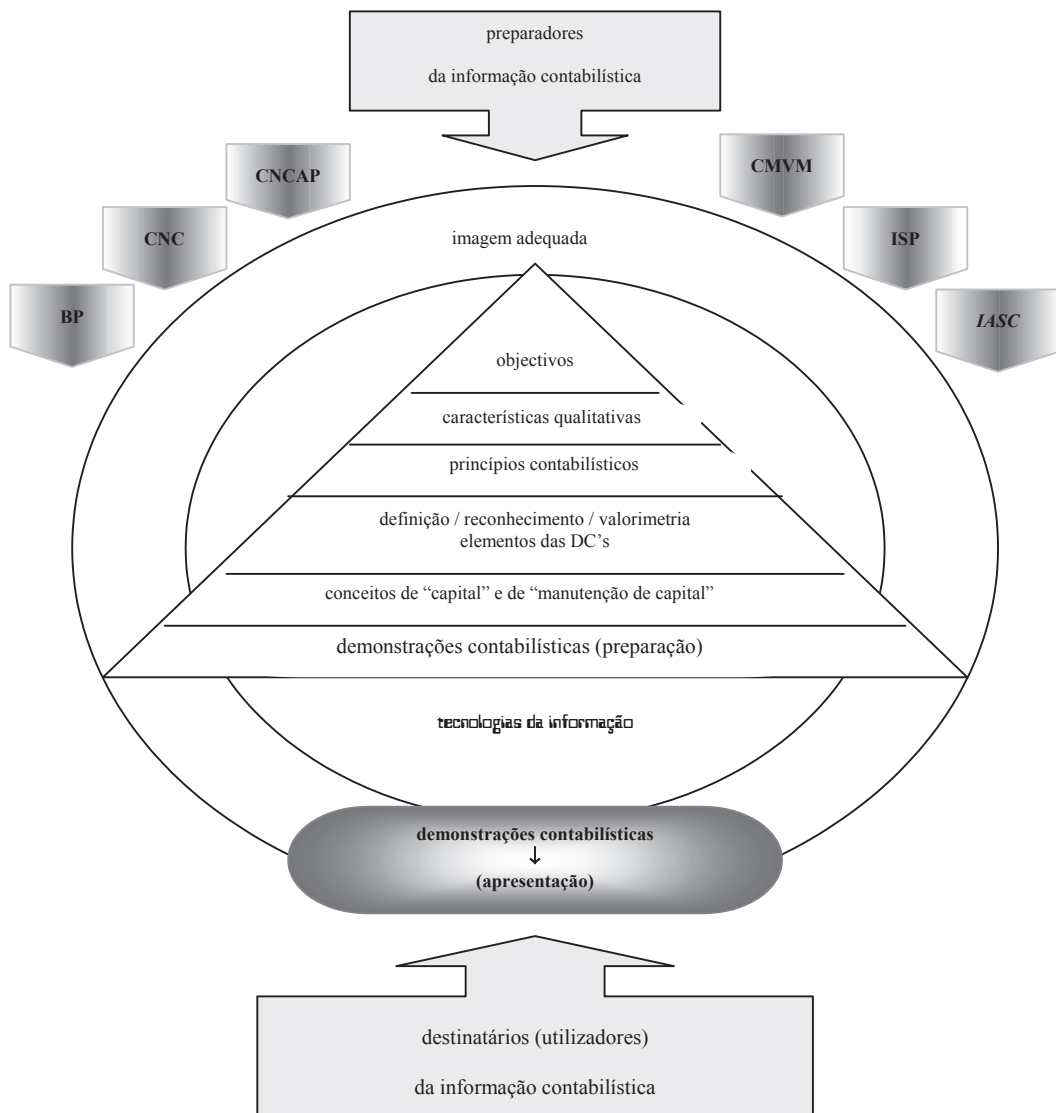 preparadores
da informação contabilística
CNCAP
CMVM
CNC
ISP
BP
IASC
imagem adequada
objectivos
características qualitativas
princípios contabilísticos
definição / reconhecimento / valorimetria
elementos das DC’s
conceitos de “capital” e de “manutenção de capital”
demonstrações contabilísticas (preparação)
tecnologias da informação
demonstrações contabilísticas
↓
(apresentação)
destinatários (utilizadores)
da informação contabilística